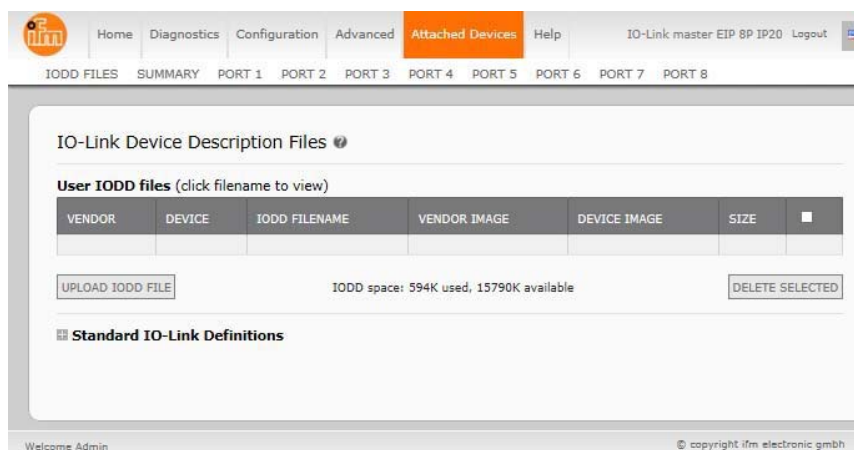 ifm
Home Diagnostics Configuration Advanced Attached Devices Help IO-Link master EIP 8P IP20 Logout
IODD FILES SUMMARY PORT 1 PORT 2 PORT 3 PORT 4 PORT 5 PORT 6 PORT 7 PORT 8
IO-Link Device Description Files ?
User IODD files (click filename to view)
VENDOR DEVICE IODD FILENAME VENDOR IMAGE DEVICE IMAGE SIZE
UPLOAD IODD FILE IODD space: 594K used, 15790K available DELETE SELECTED
Standard IO-Link Definitions
Welcome Admin © copyright ifm electronic gmbh